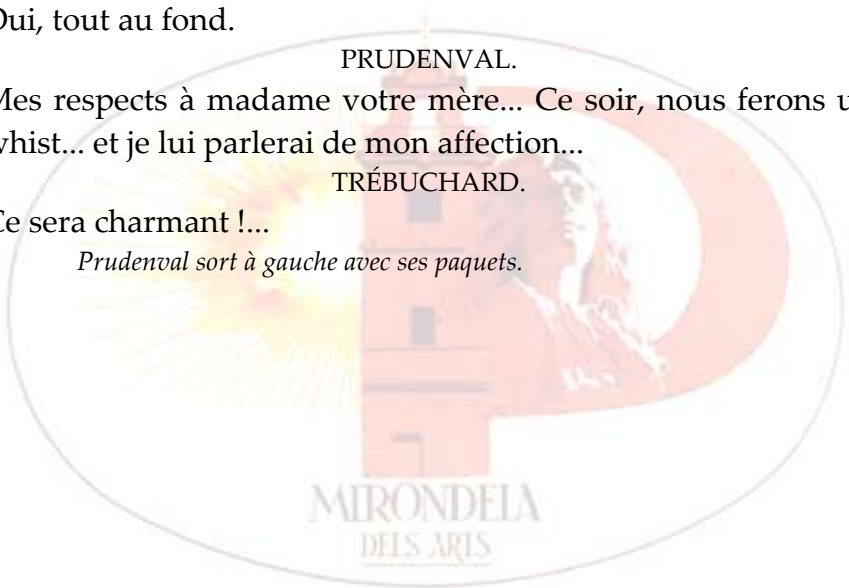 Oui, tout au fond.
PRUDENVAL.
Mes respects à madame votre mère... Ce soir, nous ferons u
whist... et je lui parlerai de mon affection...
TRÉBUCHARD.
Ce sera charmant !...
Prudenval sort à gauche avec ses paquets.
MIRONDELA
DELS ARTS